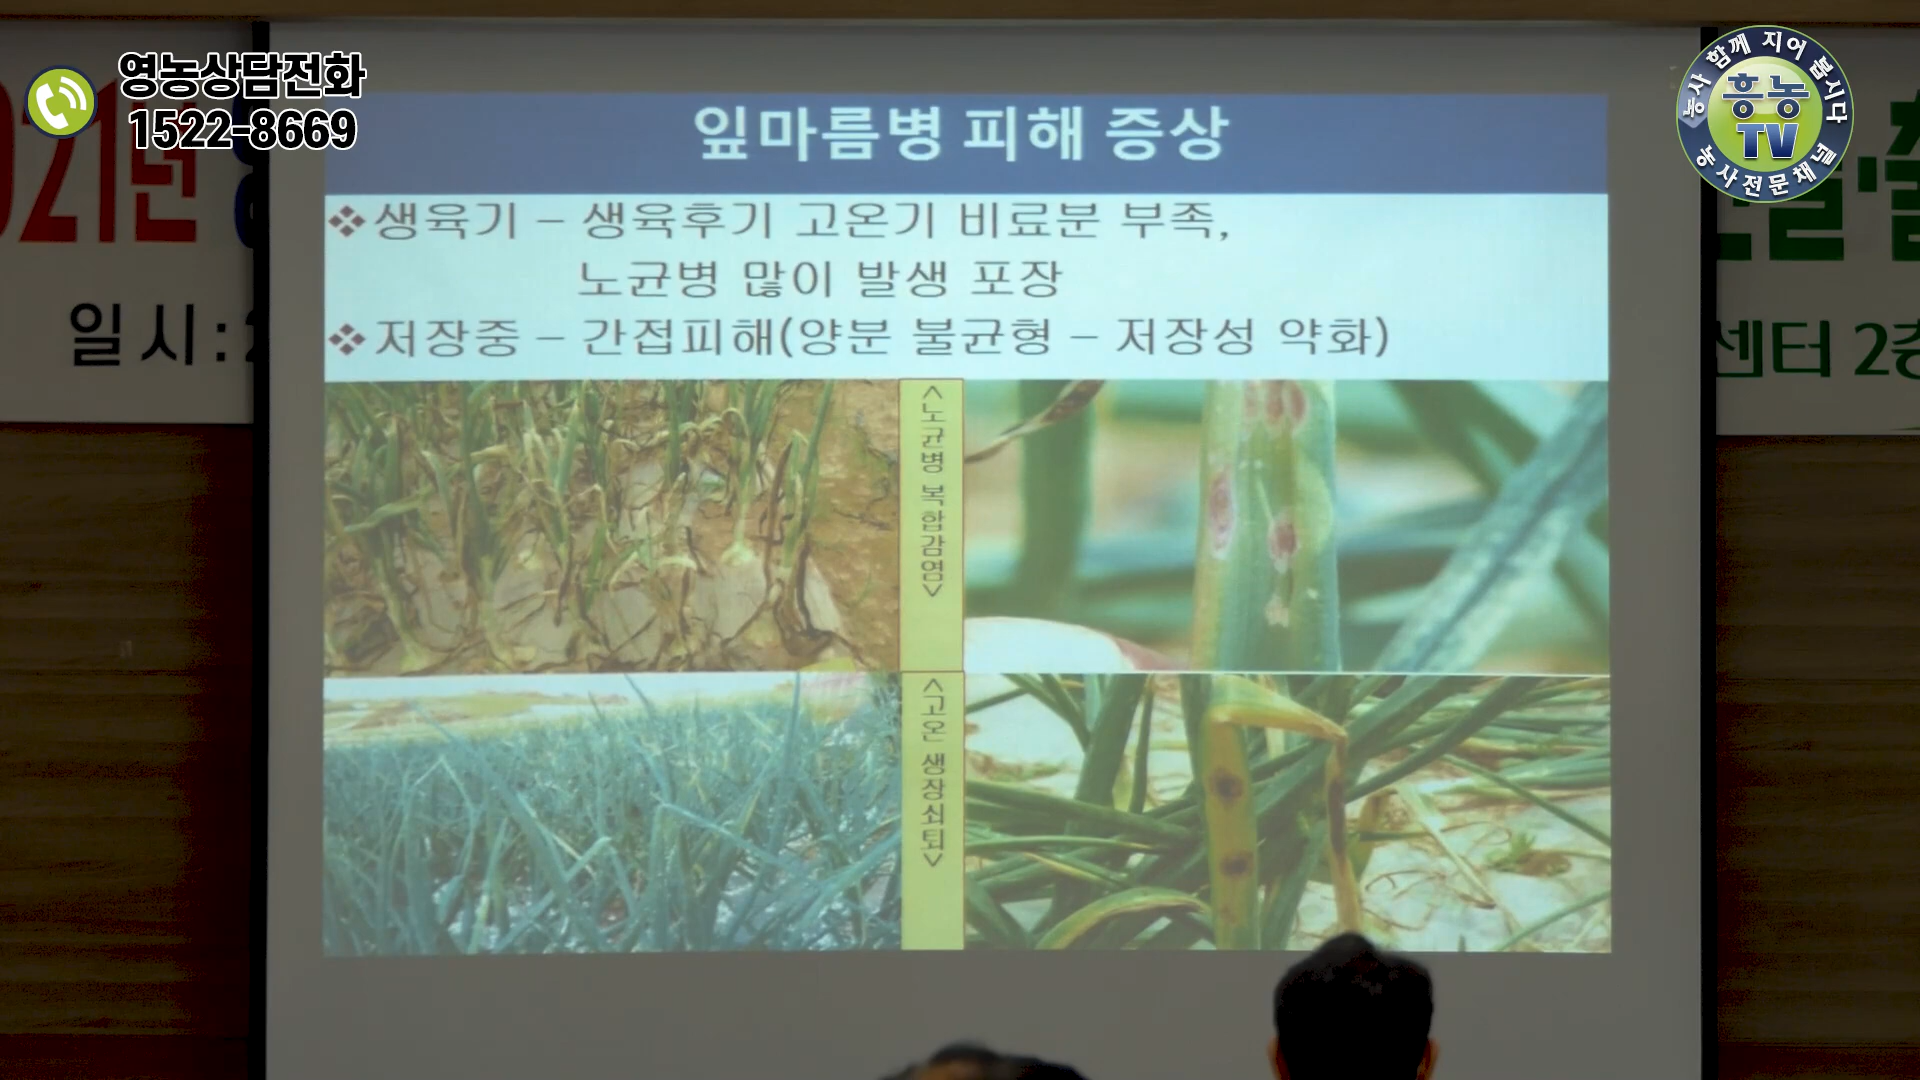 영농상담전화
1522-8669
농사 함께 지어 봅시다
흥농
TV
농사전문채널
021년
일시:
센터 2층
잎마름병 피해 증상
❖생육기 – 생육후기 고온기 비료분 부족,
노균병 많이 발생 포장
❖저장중 – 간접피해(양분 불균형 – 저장성 약화)
<노균병 복합감염>
<고온 생장쇠퇴>